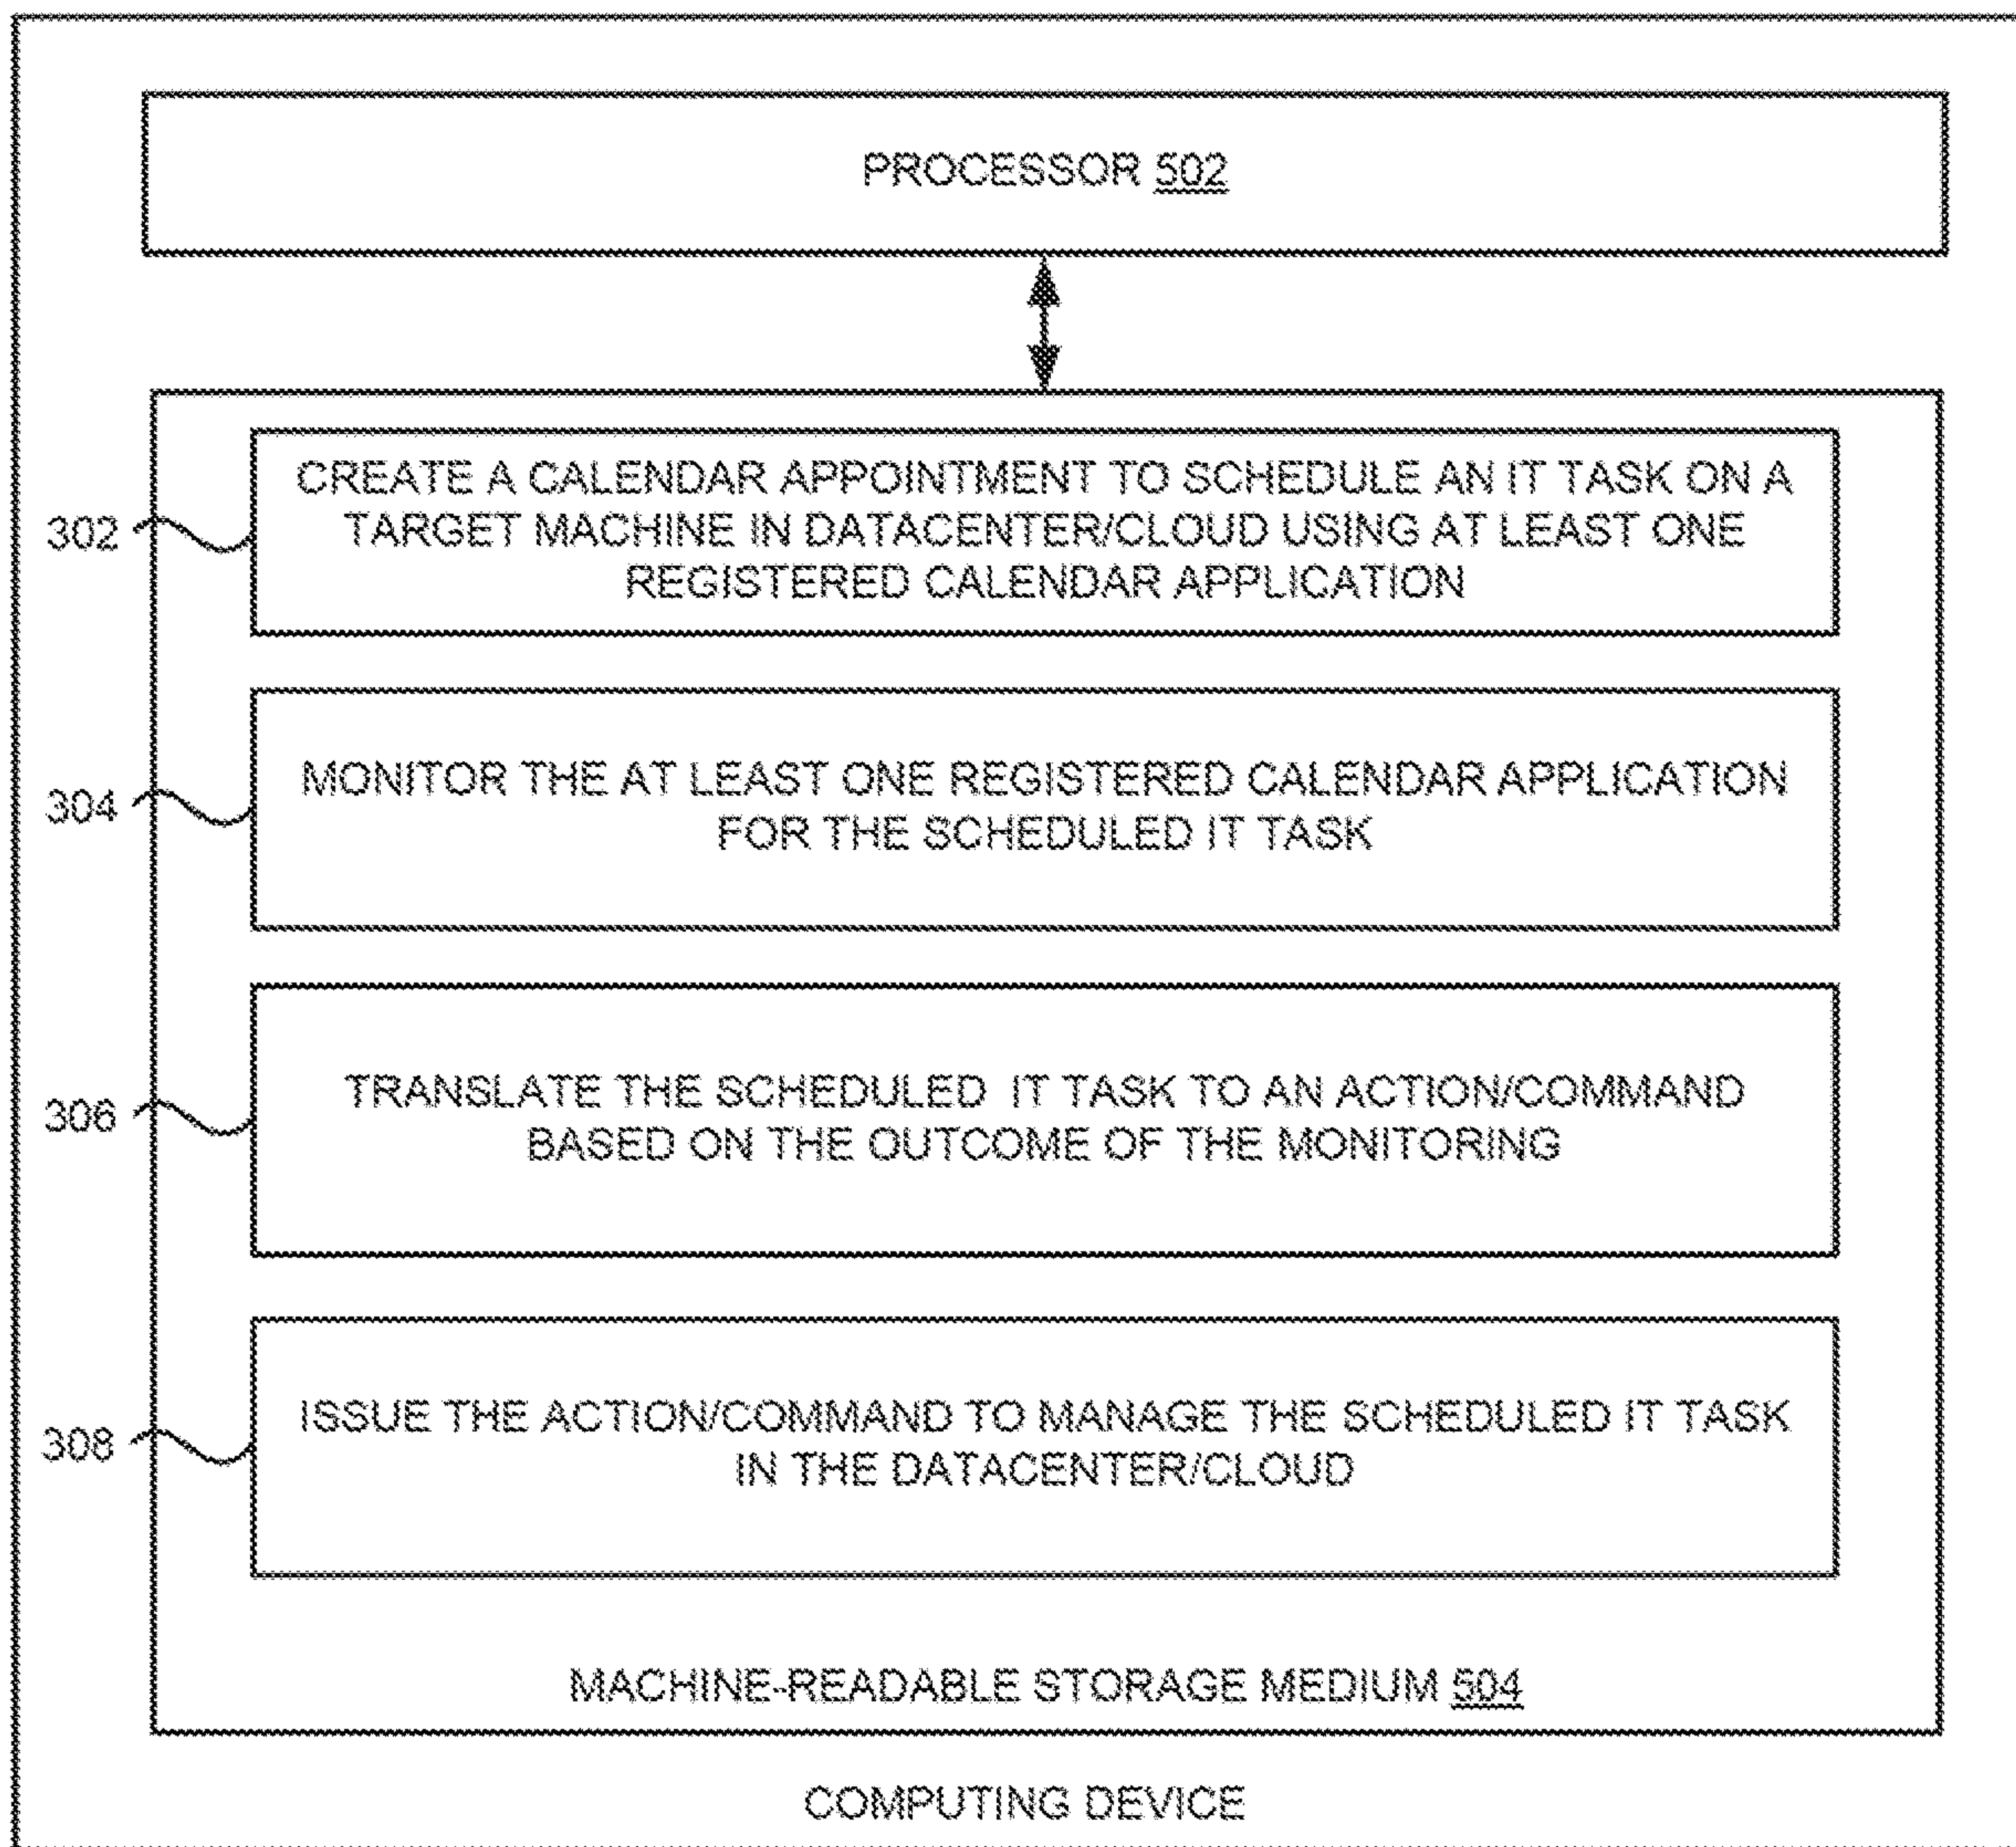 PROCESSOR 502
302
CREATE A CALENDAR APPOINTMENT TO SCHEDULE AN IT TASK ON A
TARGET MACHINE IN DATACENTER/CLOUD USING AT LEAST ONE
REGISTERED CALENDAR APPLICATION
304
MONITOR THE AT LEAST ONE REGISTERED CALENDAR APPLICATION
FOR THE SCHEDULED IT TASK
306
TRANSLATE THE SCHEDULED IT TASK TO AN ACTION/COMMAND
BASED ON THE OUTCOME OF THE MONITORING
308
ISSUE THE ACTION/COMMAND TO MANAGE THE SCHEDULED IT TASK
IN THE DATACENTER/CLOUD
MACHINE-READABLE STORAGE MEDIUM 504
COMPUTING DEVICE